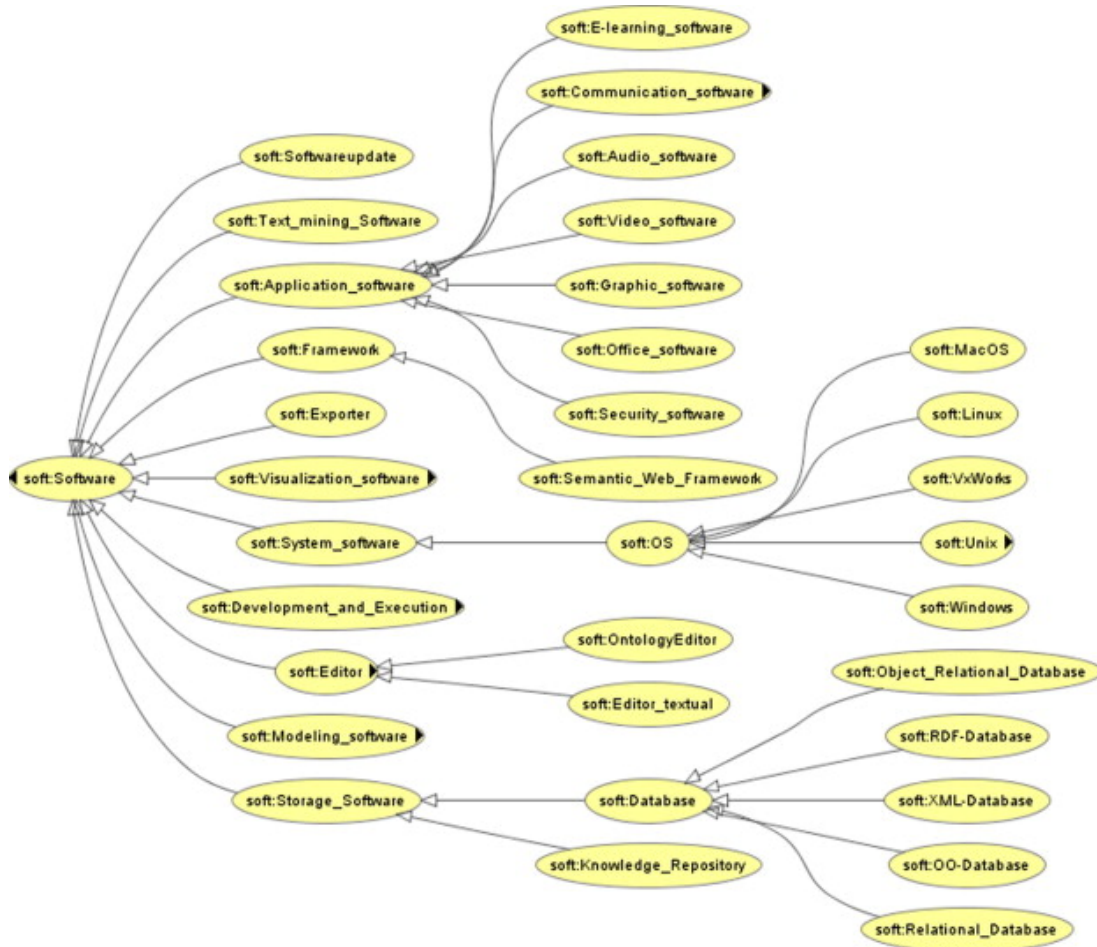 soft:E-learning_software
soft:Communication_software
soft:Softwareupdate
soft:Audio_software
soft:Text_mining_Software
soft:Video_software
soft:Application_software
soft:Graphic_software
soft:Framework
soft:Office_software
soft:MacOS
soft:Exporter
soft:Security_software
soft:Linux
soft:Software
soft:Visualization_software
soft:Semantic_Web_Framework
soft:VxWorks
soft:System_software
soft:OS
soft:Unix
soft:Development_and_Execution
soft:Windows
soft:Editor
soft:OntologyEditor
soft:Object_Relational_Database
soft:Editor_textual
soft:Modeling_software
soft:RDF-Database
soft:Storage_Software
soft:Database
soft:XML-Database
soft:Knowledge_Repository
soft:OO-Database
soft:Relational_Database